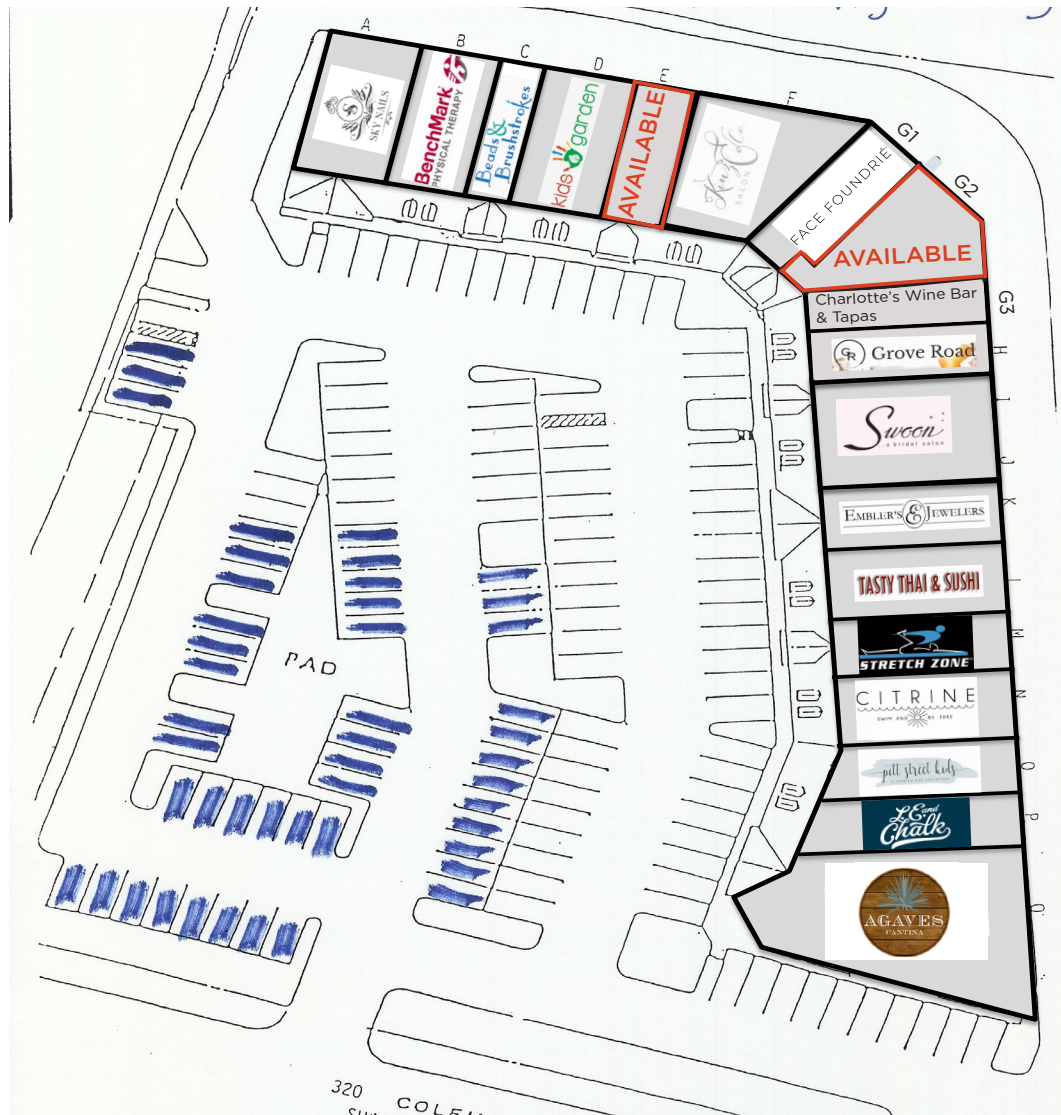 A
B
C
D
E
F
G1
G2
G3
H
I
J
K
L
M
N
O
P
Q
SKY NAILS
BenchMark
PHYSICAL THERAPY
Beads &
Brushstrokes
kids garden
AVAILABLE
SALON
FACE FOUNDRIÉ
AVAILABLE
Charlotte's Wine Bar
& Tapas
GR Grove Road
Swoon
a bridal salon
EMBLER'S E JEWELERS
TASTY THAI & SUSHI
STRETCH ZONE
CITRINE
SWIM AND BE FREE
pitt street kids
L.E. and
Chalk
AGAVES
CANTINA
PAD
320